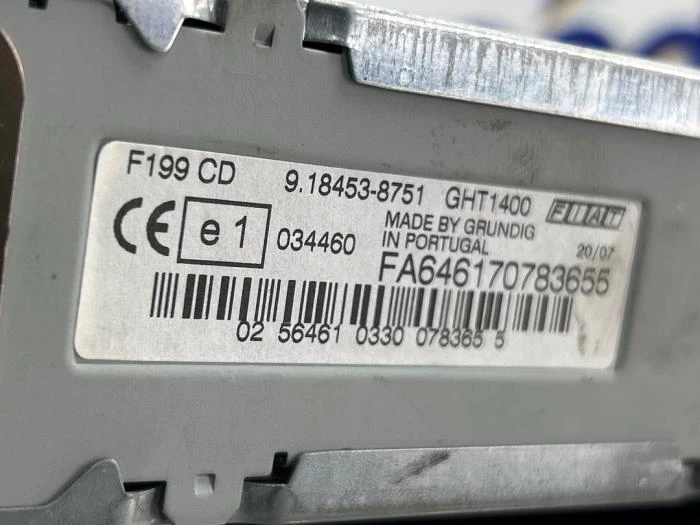 F199 CD 9.18453-8751 GHT1400 FIAT
CE e1 034460 MADE BY GRUNDIG
IN PORTUGAL 20/07
FA646170783655
02 56461 0330 078365 5